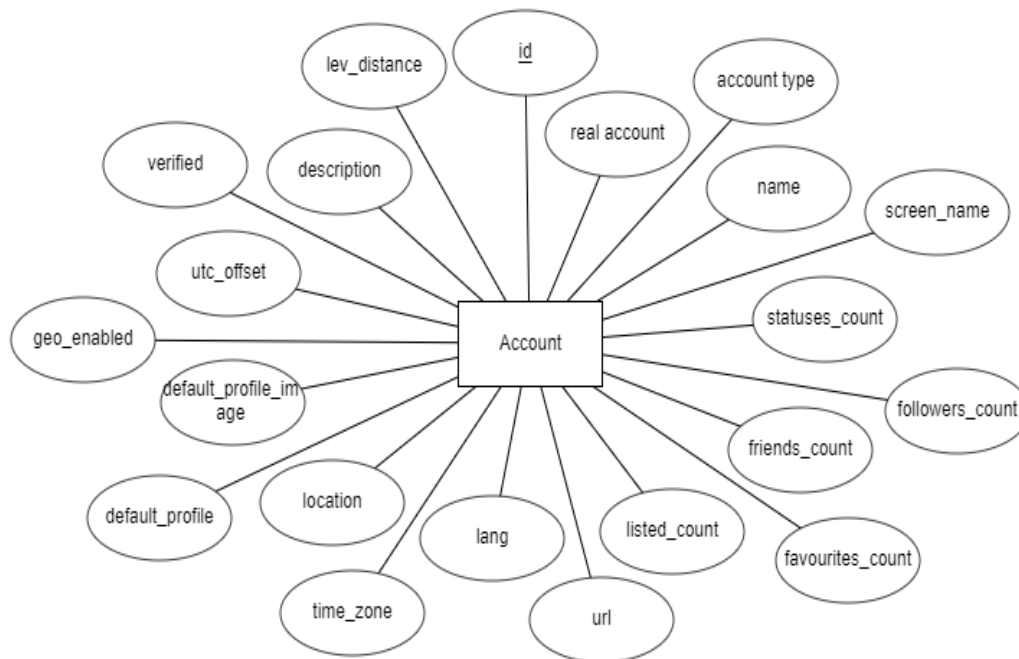 id
lev_distance
account type
real account
verified
description
name
screen_name
utc_offset
statuses_count
geo_enabled
Account
default_profile_im
age
followers_count
friends_count
location
default_profile
lang
listed_count
favourites_count
time_zone
url